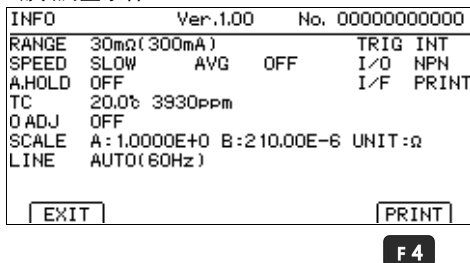 INFO Ver.1.00 No. 00000000000
RANGE 30mΩ(300mA) TRIG INT
SPEED SLOW AVG OFF I/O NPN
A.HOLD OFF I/F PRINT
TC 20.0℃ 3930ppm
0 ADJ OFF
SCALE A:1.0000E+0 B:210.00E-6 UNIT:Ω
LINE AUTO(60Hz)
EXIT PRINT
F4